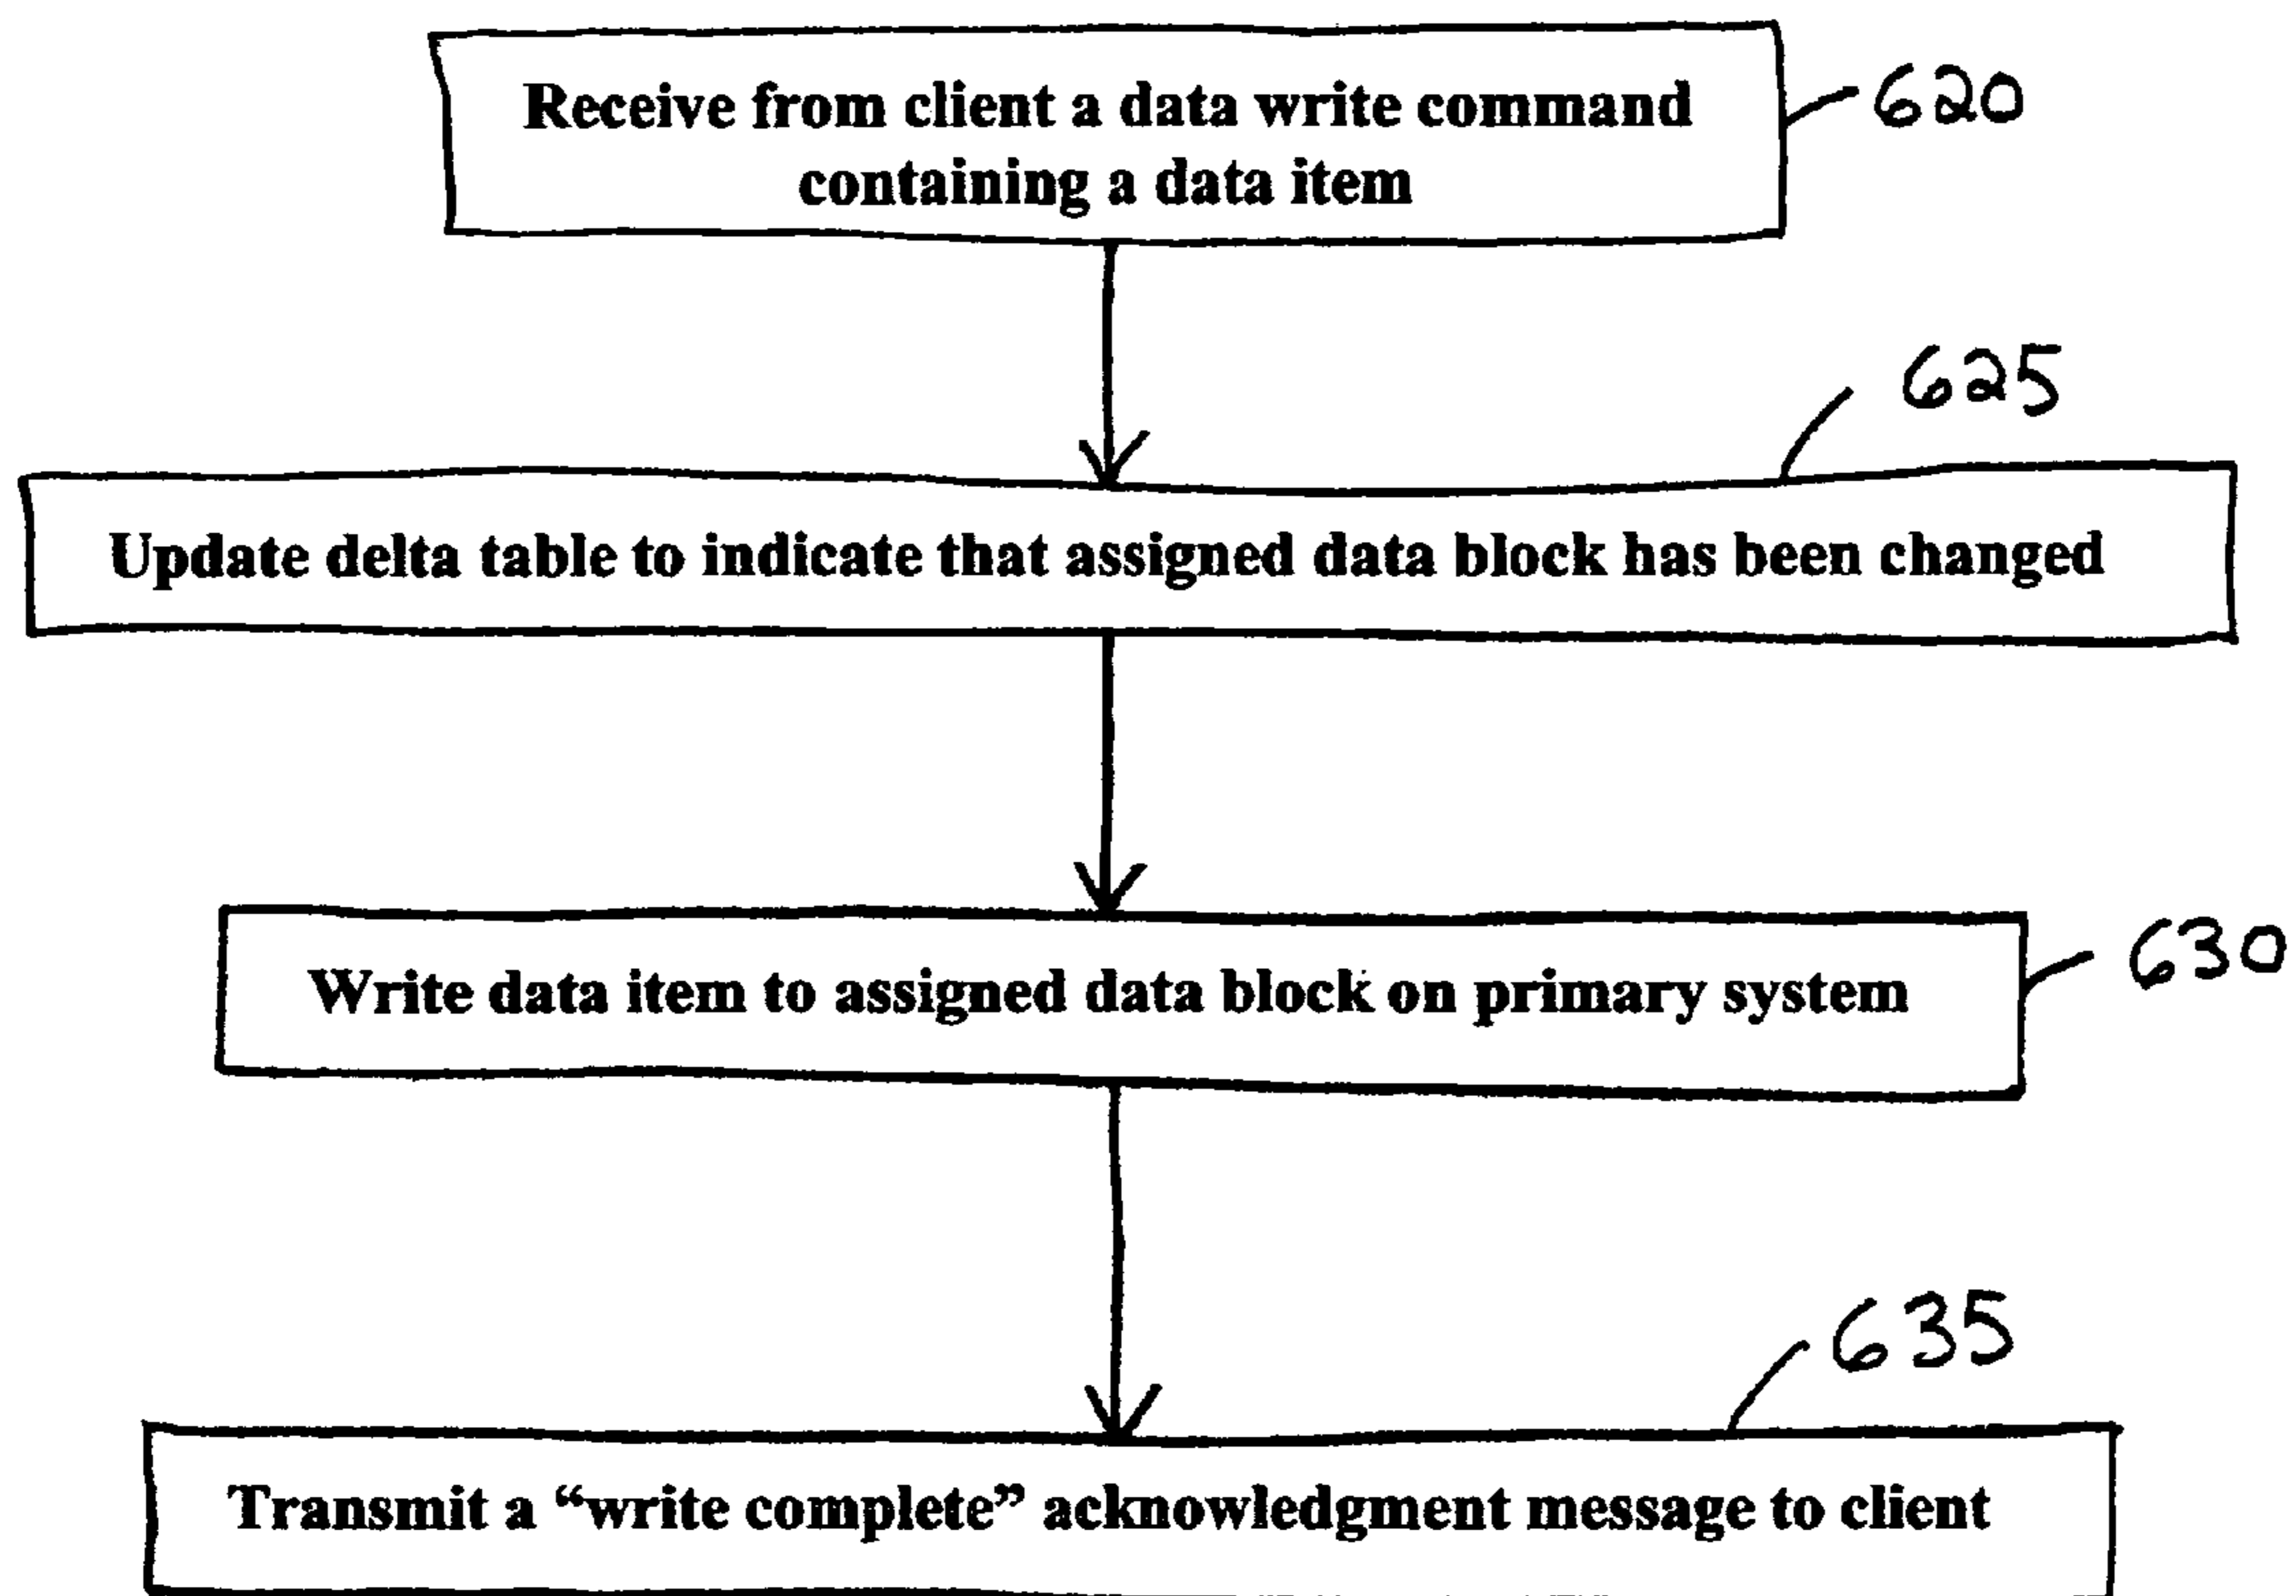 Receive from client a data write command
containing a data item
620
625
Update delta table to indicate that assigned data block has been changed
Write data item to assigned data block on primary system
630
635
Transmit a “write complete” acknowledgment message to client